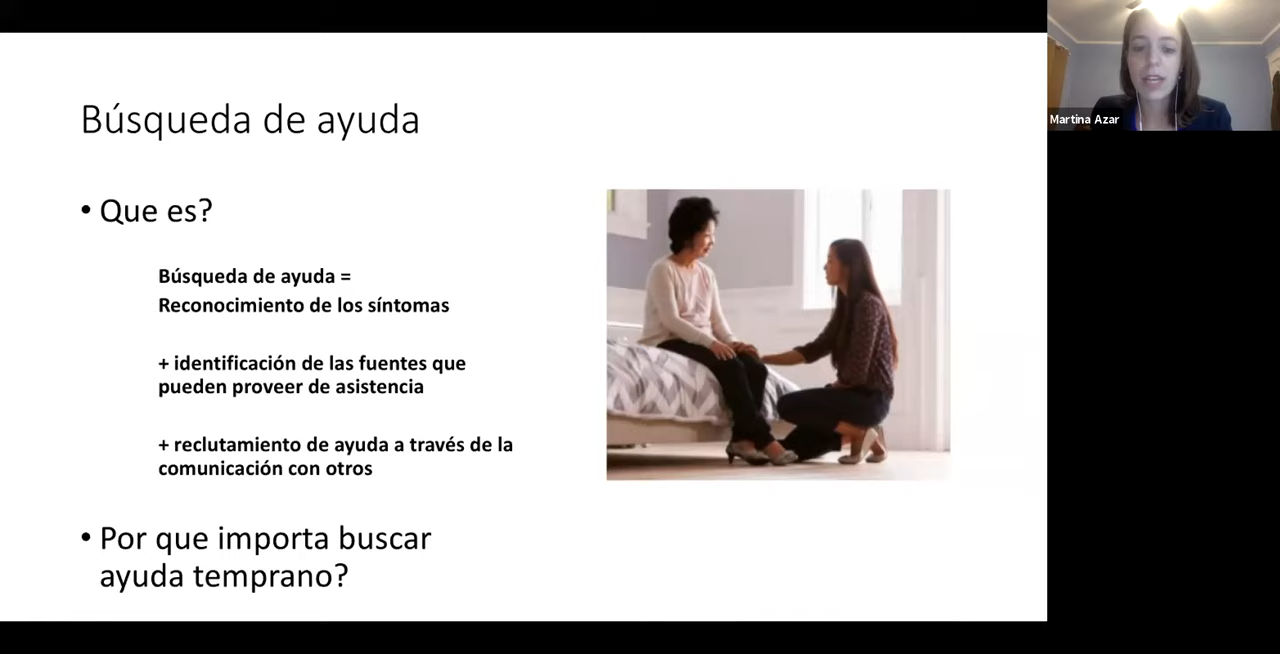 Búsqueda de ayuda
• Que es?
Búsqueda de ayuda =
Reconocimiento de los síntomas
+ identificación de las fuentes que
pueden proveer de asistencia
+ reclutamiento de ayuda a través de la
comunicación con otros
• Por que importa buscar
ayuda temprano?
Martina Azar